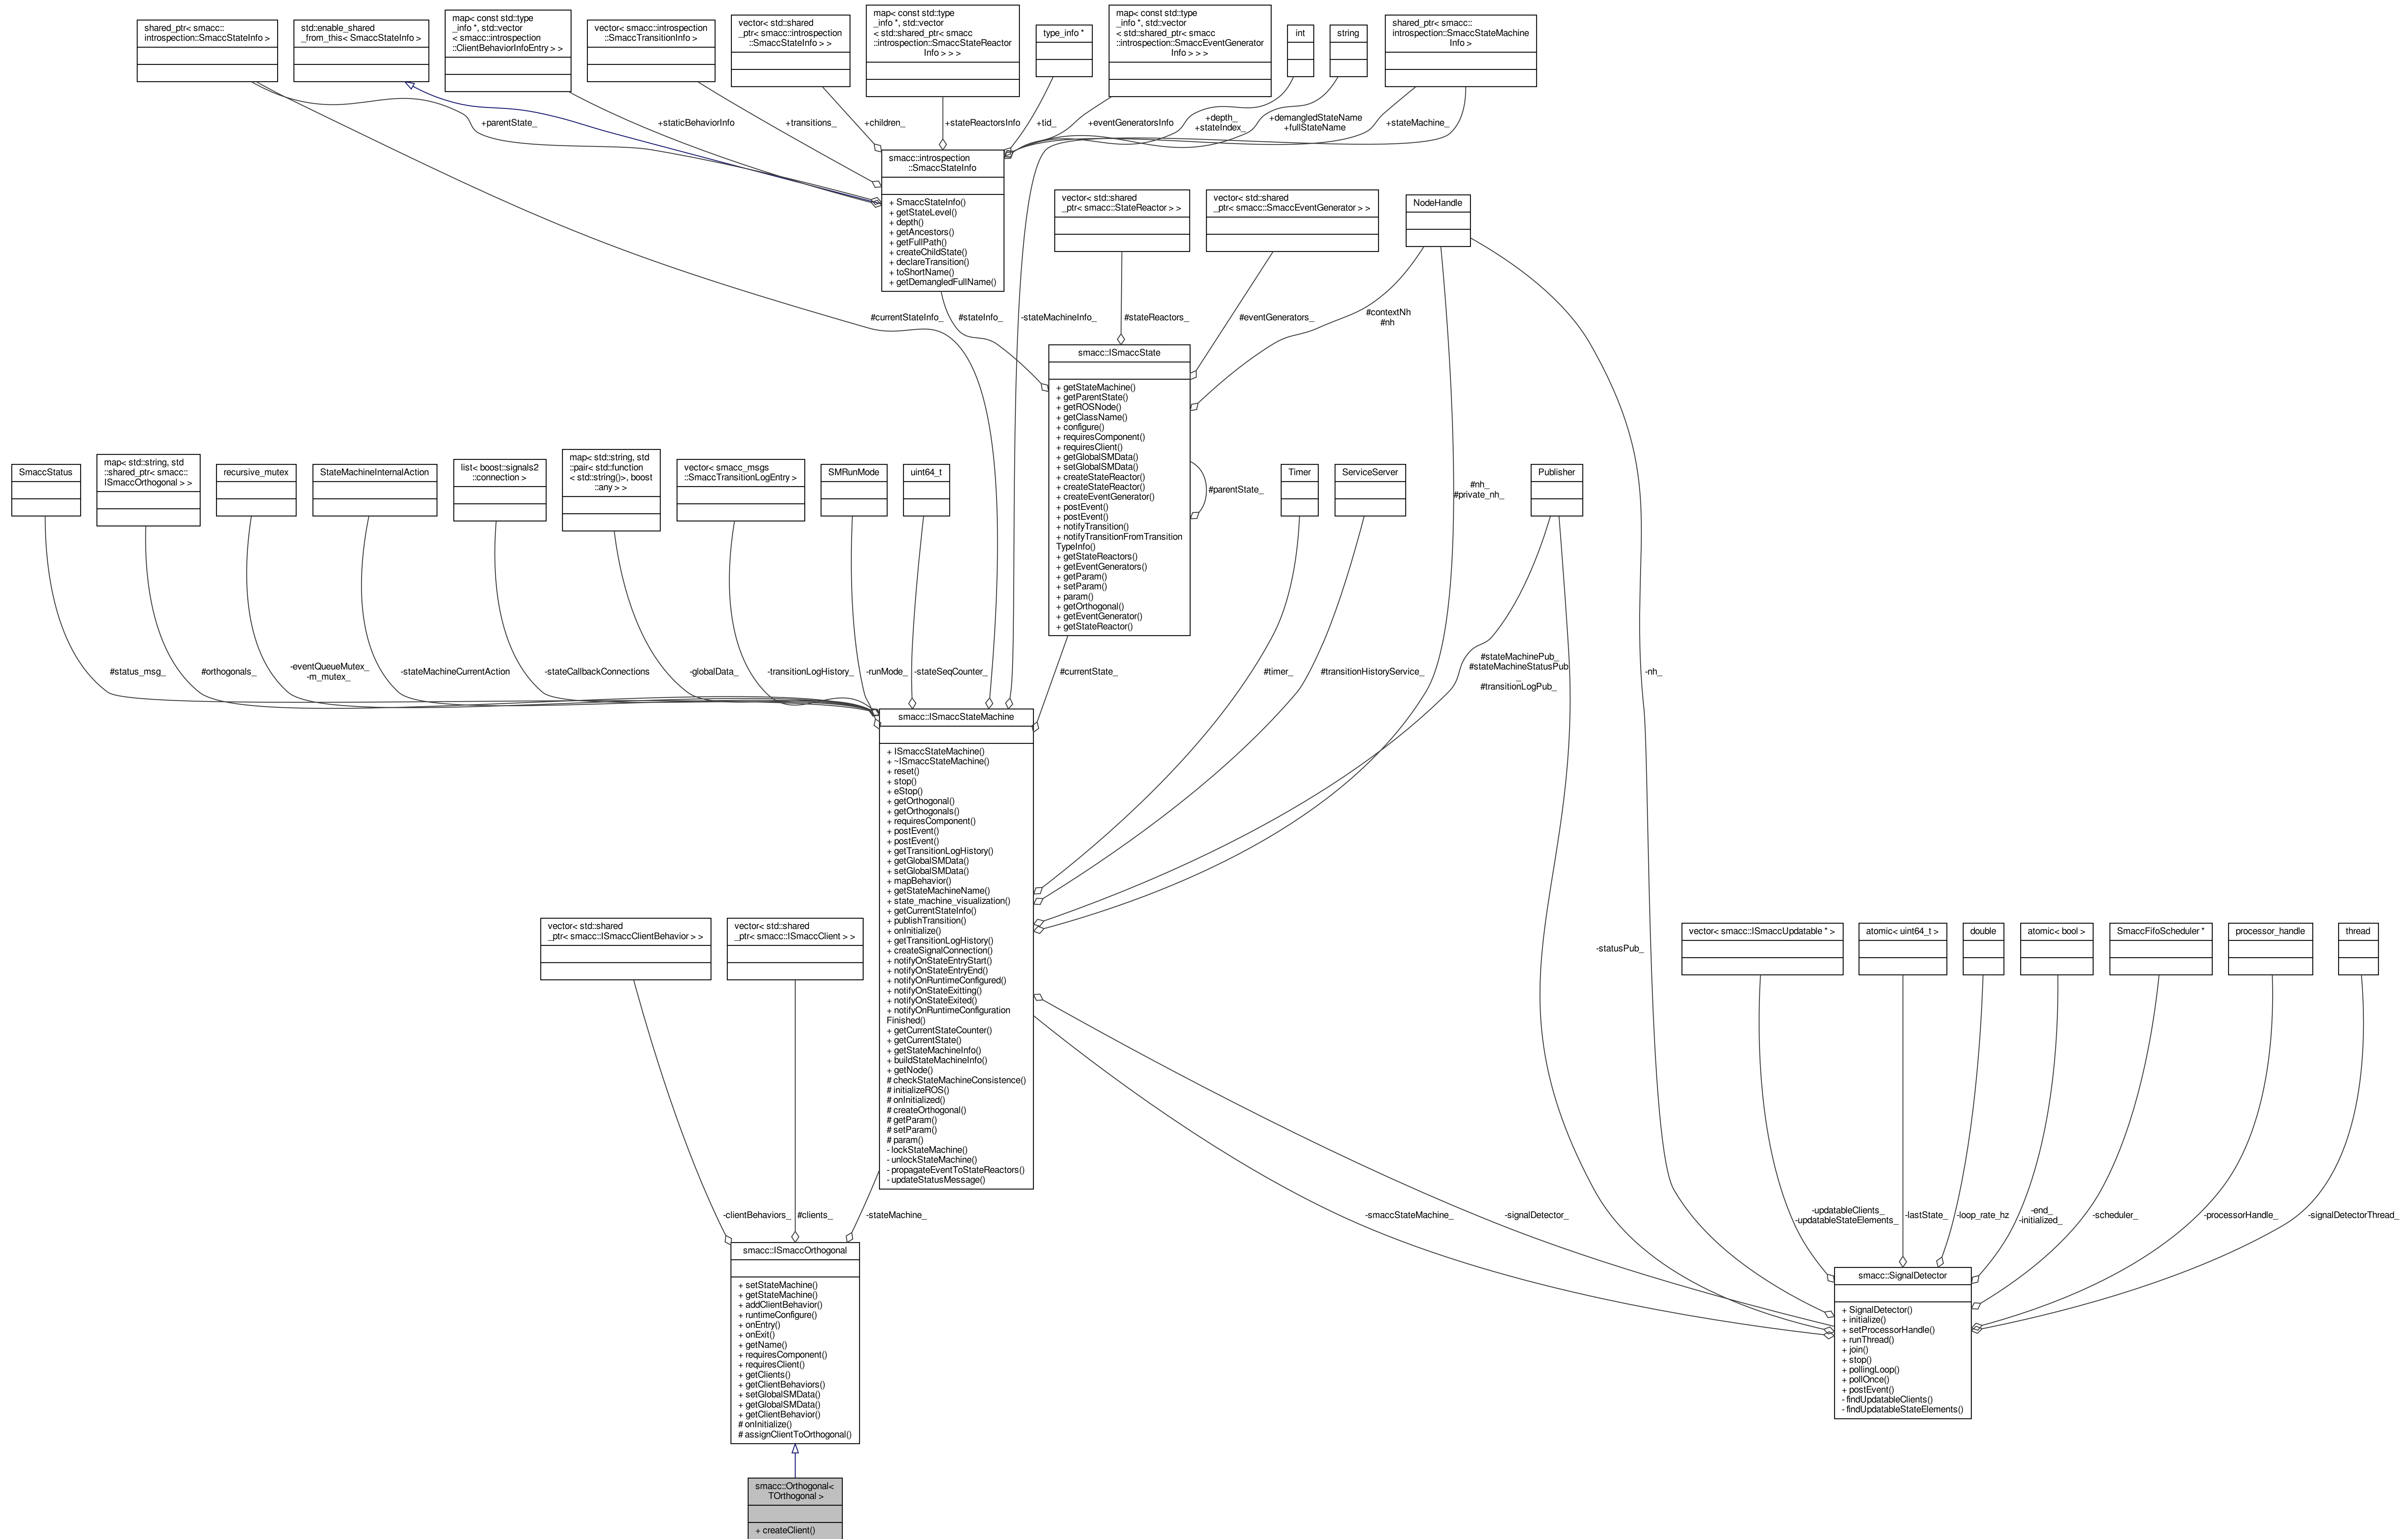 shared_ptr< smacc::
introspection::SmaccStateInfo >
std::enable_shared
_from_this< SmaccStateInfo >
map< const std::type
_info *, std::vector
< smacc::introspection
::ClientBehaviorInfoEntry > >
vector< smacc::introspection
::SmaccTransitionInfo >
vector< std::shared
_ptr< smacc::introspection
::SmaccStateInfo > >
map< const std::type
_info *, std::vector
< std::shared_ptr< smacc
::introspection::SmaccStateReactor
Info > > >
type_info *
map< const std::type
_info *, std::vector
< std::shared_ptr< smacc
::introspection::SmaccEventGenerator
Info > > >
int
string
shared_ptr< smacc::
introspection::SmaccStateMachine
Info >
+parentState_
+staticBehaviorInfo
+transitions_
+children_
+stateReactorsInfo
+tid_
+eventGeneratorsInfo
+depth_
+stateIndex_
+demangledStateName
+fullStateName
+stateMachine_
smacc::introspection
::SmaccStateInfo
+ SmaccStateInfo()
+ getStateLevel()
+ depth()
+ getAncestors()
+ getFullPath()
+ createChildState()
+ declareTransition()
+ toShortName()
+ getDemangledFullName()
vector< std::shared
_ptr< smacc::StateReactor > >
vector< std::shared
_ptr< smacc::SmaccEventGenerator > >
NodeHandle
#currentStateInfo_
#stateInfo_
-stateMachineInfo_
#stateReactors_
#eventGenerators_
#contextNh
#nh
smacc::ISmaccState
+ getStateMachine()
+ getParentState()
+ getROSNode()
+ getClassName()
+ configure()
+ requiresComponent()
+ requiresClient()
+ getGlobalSMData()
+ setGlobalSMData()
+ createStateReactor()
+ createStateReactor()
+ createEventGenerator()
+ postEvent()
+ postEvent()
+ notifyTransition()
+ notifyTransitionFromTransition
TypeInfo()
+ getStateReactors()
+ getEventGenerators()
+ getParam()
+ setParam()
+ param()
+ getOrthogonal()
+ getEventGenerator()
+ getStateReactor()
#parentState_
SmaccStatus
map< std::string, std
::shared_ptr< smacc::
ISmaccOrthogonal > >
recursive_mutex
StateMachineInternalAction
list< boost::signals2
::connection >
map< std::string, std
::pair< std::function
< std::string()>, boost
::any > >
vector< smacc_msgs
::SmaccTransitionLogEntry >
SMRunMode
uint64_t
Timer
ServiceServer
#nh_
#private_nh_
Publisher
#status_msg_
#orthogonals_
-eventQueueMutex_
-m_mutex_
-stateMachineCurrentAction
-stateCallbackConnections
-globalData_
-transitionLogHistory_
-runMode_
-stateSeqCounter_
#currentState_
#timer_
#transitionHistoryService_
#stateMachinePub_
#stateMachineStatusPub
_
#transitionLogPub_
-nh_
smacc::ISmaccStateMachine
+ ISmaccStateMachine()
+ ~ISmaccStateMachine()
+ reset()
+ stop()
+ eStop()
+ getOrthogonal()
+ getOrthogonals()
+ requiresComponent()
+ postEvent()
+ postEvent()
+ getTransitionLogHistory()
+ getGlobalSMData()
+ setGlobalSMData()
+ mapBehavior()
+ getStateMachineName()
+ state_machine_visualization()
+ getCurrentStateInfo()
+ publishTransition()
+ onInitialize()
+ getTransitionLogHistory()
+ createSignalConnection()
+ notifyOnStateEntryStart()
+ notifyOnStateEntryEnd()
+ notifyOnRuntimeConfigured()
+ notifyOnStateExitting()
+ notifyOnStateExited()
+ notifyOnRuntimeConfiguration
Finished()
+ getCurrentStateCounter()
+ getCurrentState()
+ getStateMachineInfo()
+ buildStateMachineInfo()
+ getNode()
# checkStateMachineConsistence()
# initializeROS()
# onInitialized()
# createOrthogonal()
# getParam()
# setParam()
# param()
- lockStateMachine()
- unlockStateMachine()
- propagateEventToStateReactors()
- updateStatusMessage()
vector< std::shared
_ptr< smacc::ISmaccClientBehavior > >
vector< std::shared
_ptr< smacc::ISmaccClient > >
-statusPub_
vector< smacc::ISmaccUpdatable * >
atomic< uint64_t >
double
atomic< bool >
SmaccFifoScheduler *
processor_handle
thread
-clientBehaviors_
#clients_
-stateMachine_
-smaccStateMachine_
-signalDetector_
-updatableClients_
-updatableStateElements_
-lastState_
-loop_rate_hz
-end_
-initialized_
-scheduler_
-processorHandle_
-signalDetectorThread_
smacc::ISmaccOrthogonal
+ setStateMachine()
+ getStateMachine()
+ addClientBehavior()
+ runtimeConfigure()
+ onEntry()
+ onExit()
+ getName()
+ requiresComponent()
+ requiresClient()
+ getClients()
+ getClientBehaviors()
+ setGlobalSMData()
+ getGlobalSMData()
+ getClientBehavior()
# onInitialize()
# assignClientToOrthogonal()
smacc::SignalDetector
+ SignalDetector()
+ initialize()
+ setProcessorHandle()
+ runThread()
+ join()
+ stop()
+ pollingLoop()
+ pollOnce()
+ postEvent()
- findUpdatableClients()
- findUpdatableStateElements()
smacc::Orthogonal<
TOrthogonal >
+ createClient()